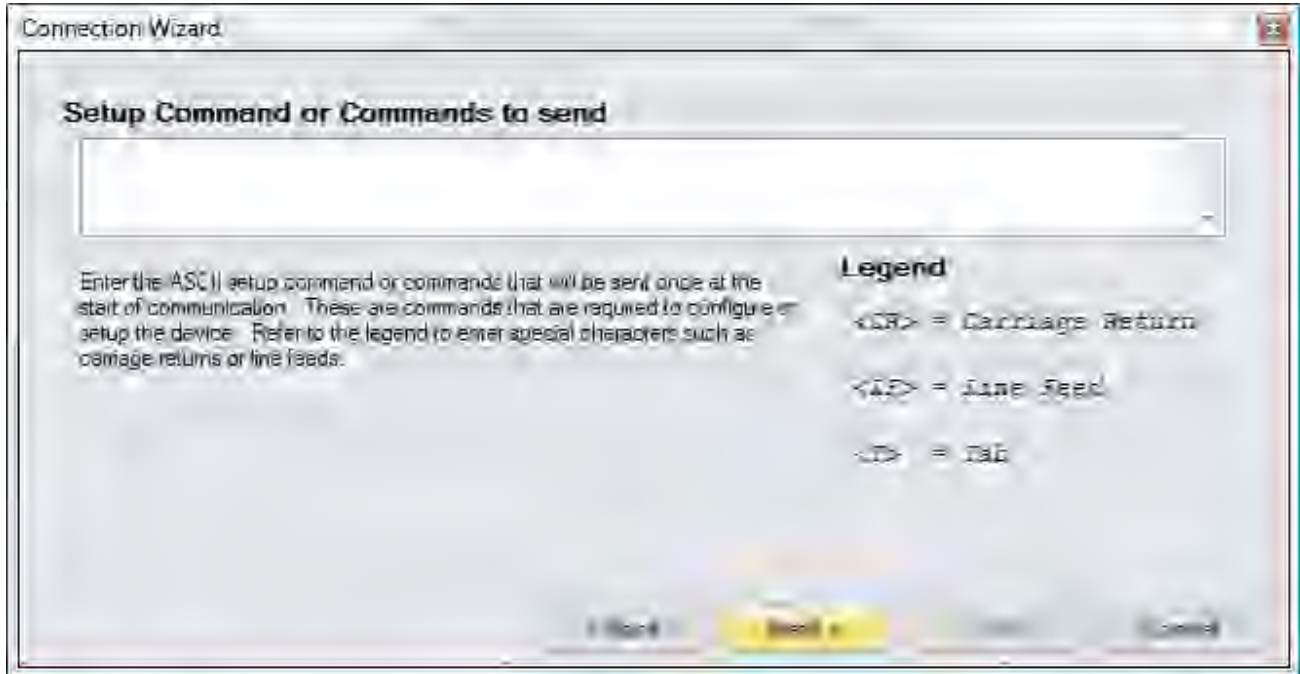 Connection Wizard
Setup Command or Commands to send
Enter the ASCII setup command or commands that will be sent once at the
start of communication. These are commands that are required to configure or
setup the device. Refer to the legend to enter special characters such as
carriage returns or line feeds.
Legend
<CR> = Carriage Return
<LF> = Line Feed
<T> = Tab
< Back Next > Cancel